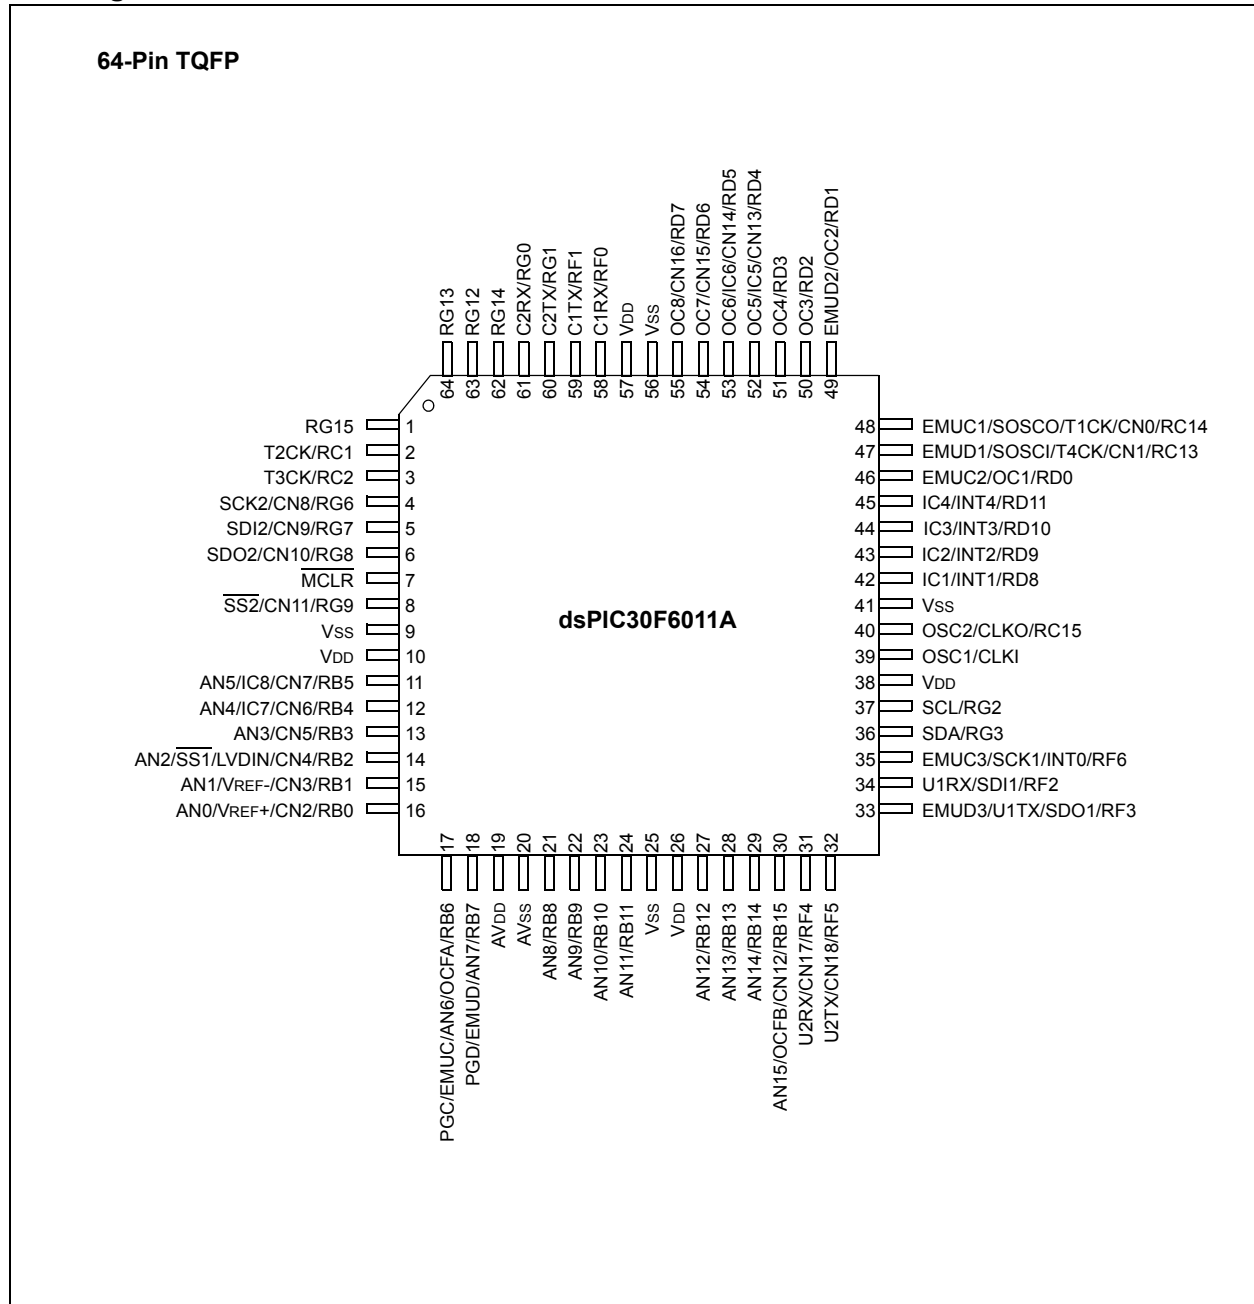 64-Pin TQFP
RG13
RG12
RG14
C2RX/RG0
C2TX/RG1
C1TX/RF1
C1RX/RF0
VDD
VSS
OC8/CN16/RD7
OC7/CN15/RD6
OC6/IC6/CN14/RD5
OC5/IC5/CN13/RD4
OC4/RD3
OC3/RD2
EMUD2/OC2/RD1
64
63
62
61
60
59
58
57
56
55
54
53
52
51
50
49
RG15 1
T2CK/RC1 2
T3CK/RC2 3
SCK2/CN8/RG6 4
SDI2/CN9/RG7 5
SDO2/CN10/RG8 6
MCLR 7
SS2/CN11/RG9 8
VSS 9
VDD 10
AN5/IC8/CN7/RB5 11
AN4/IC7/CN6/RB4 12
AN3/CN5/RB3 13
AN2/SS1/LVDIN/CN4/RB2 14
AN1/VREF-/CN3/RB1 15
AN0/VREF+/CN2/RB0 16
dsPIC30F6011A
48 EMUC1/SOSCO/T1CK/CN0/RC14
47 EMUD1/SOSCI/T4CK/CN1/RC13
46 EMUC2/OC1/RD0
45 IC4/INT4/RD11
44 IC3/INT3/RD10
43 IC2/INT2/RD9
42 IC1/INT1/RD8
41 VSS
40 OSC2/CLKO/RC15
39 OSC1/CLKI
38 VDD
37 SCL/RG2
36 SDA/RG3
35 EMUC3/SCK1/INT0/RF6
34 U1RX/SDI1/RF2
33 EMUD3/U1TX/SDO1/RF3
17
18
19
20
21
22
23
24
25
26
27
28
29
30
31
32
PGC/EMUC/AN6/OCFA/RB6
PGD/EMUD/AN7/RB7
AVDD
AVSS
AN8/RB8
AN9/RB9
AN10/RB10
AN11/RB11
VSS
VDD
AN12/RB12
AN13/RB13
AN14/RB14
AN15/OCFB/CN12/RB15
U2RX/CN17/RF4
U2TX/CN18/RF5